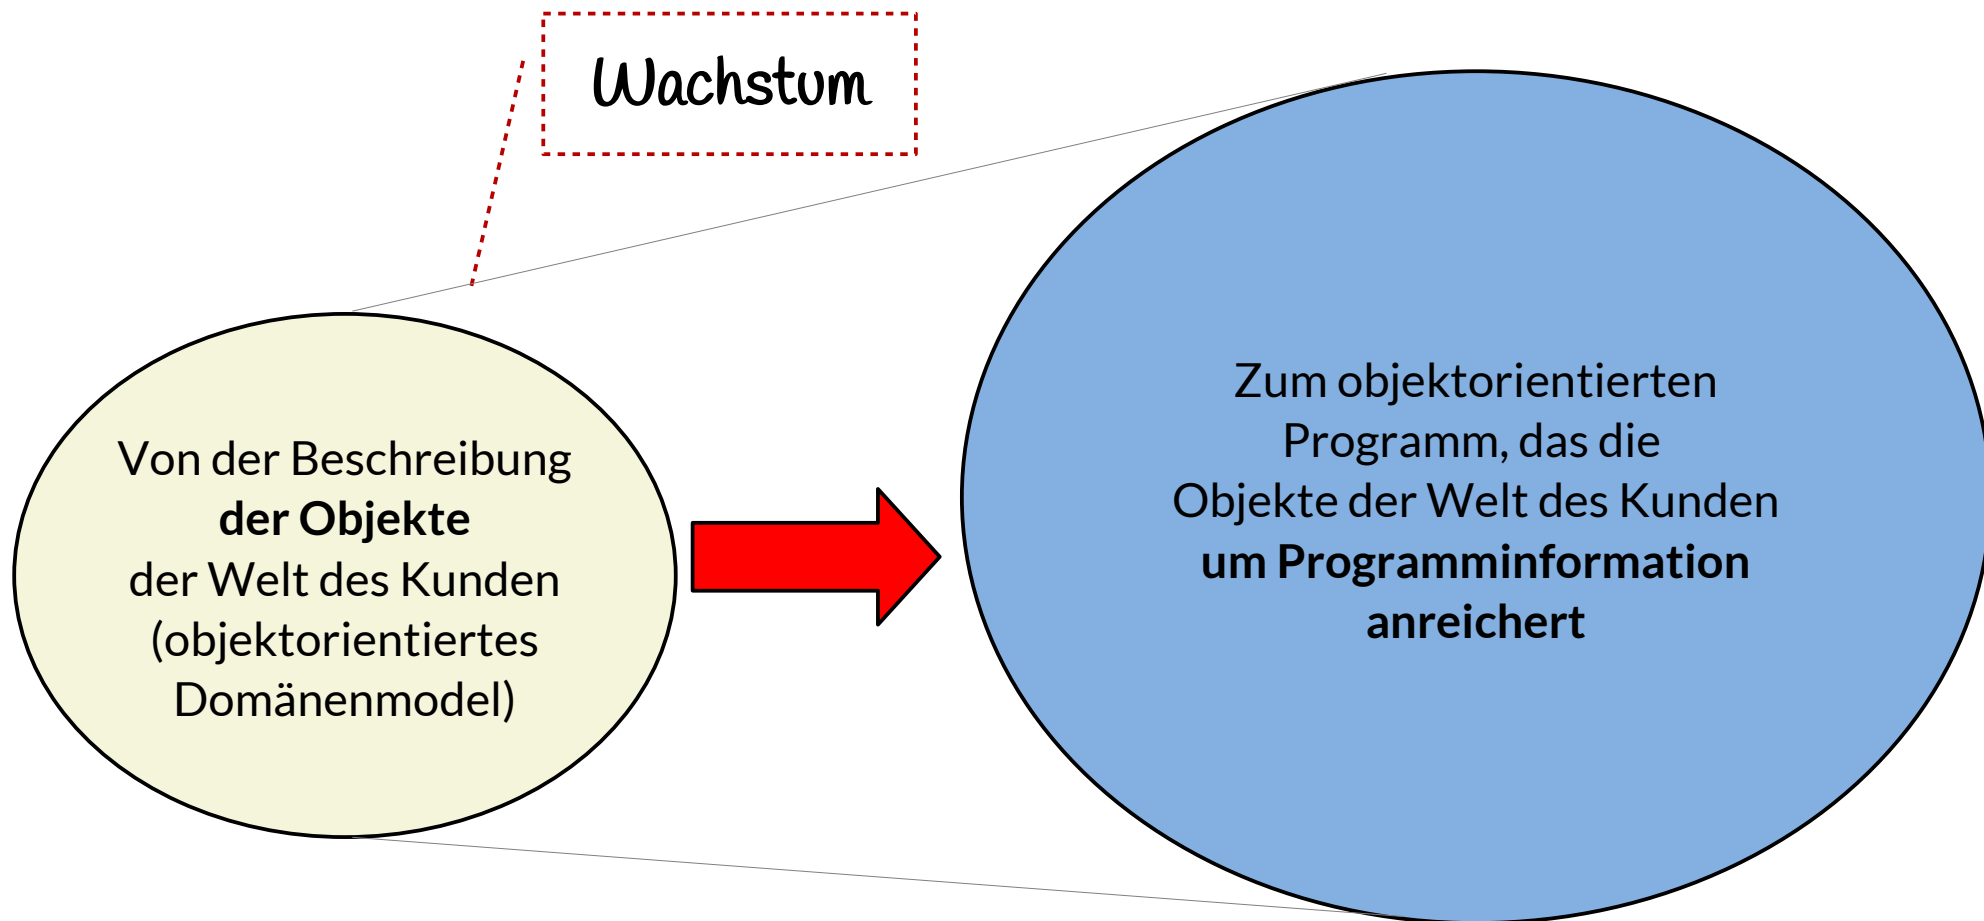 Wachstum
Von der Beschreibung
der Objekte
der Welt des Kunden
(objektorientiertes
Domänenmodel)
Zum objektorientierten
Programm, das die
Objekte der Welt des Kunden
um Programminformation
anreichert